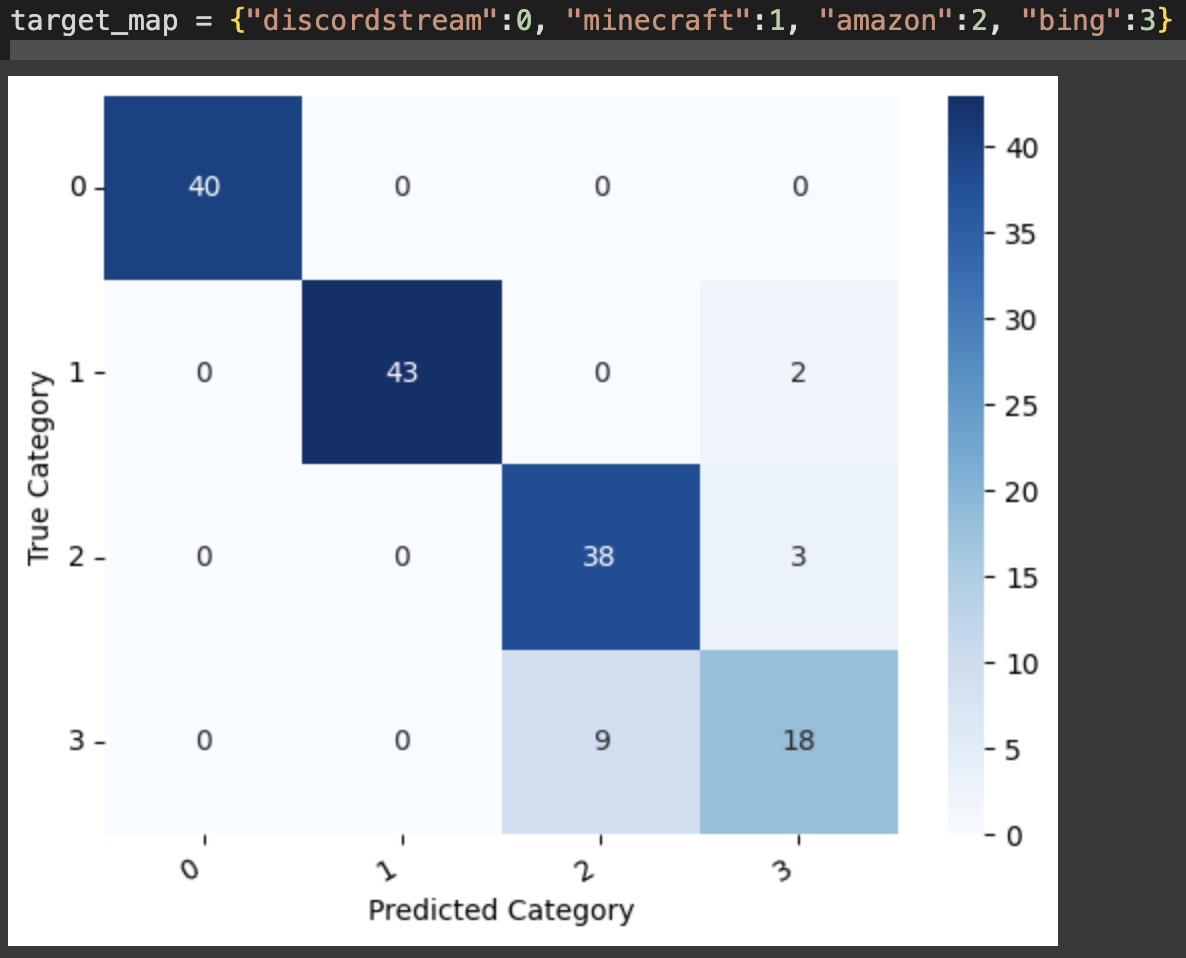 target_map = {"discordstream":0, "minecraft":1, "amazon":2, "bing":3}
40
0 40 0 0 0
35
30
1 0 43 0 2
True Category
25
20
2 0 0 38 3
15
10
3 0 0 9 18
5
0
0 1 2 3
Predicted Category